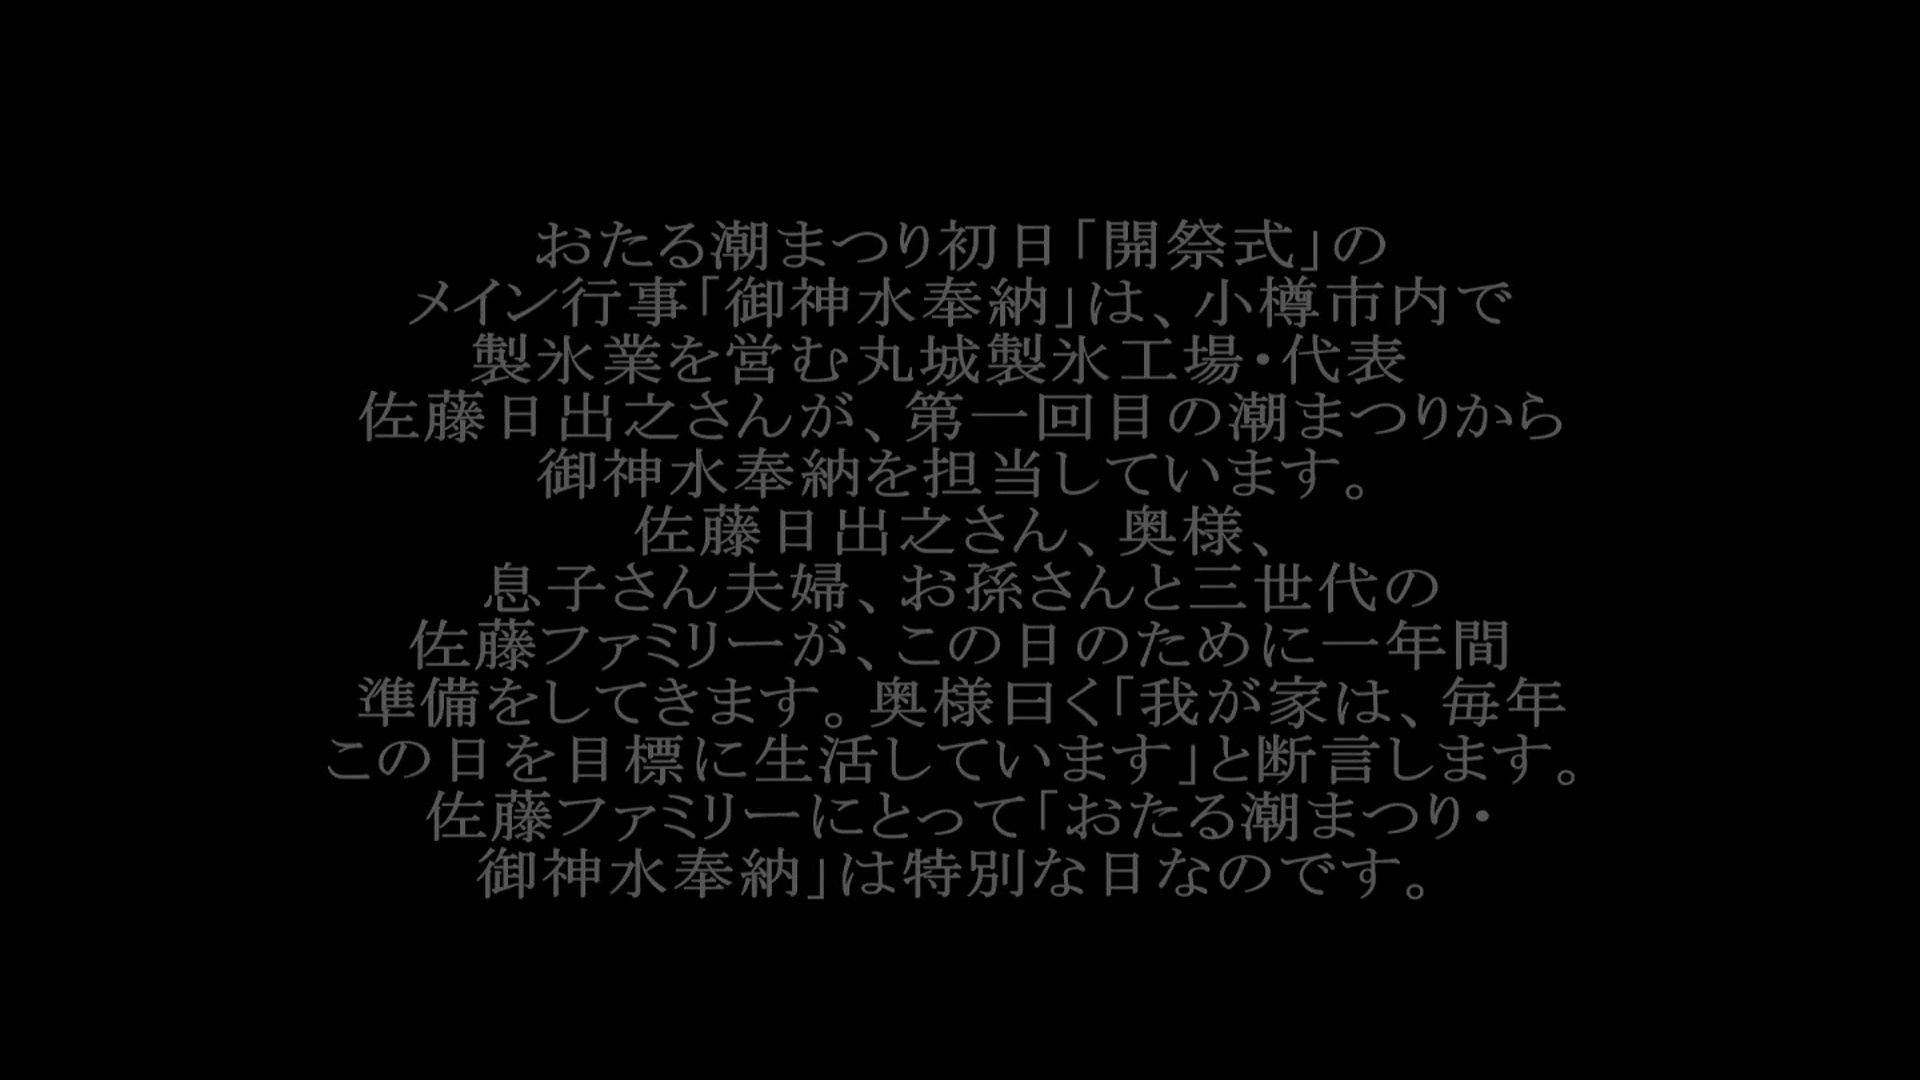 おたる潮まつり初日「開祭式」の
メイン行事「御神水奉納」は、小樽市内で
製氷業を営む丸城製氷工場・代表
佐藤日出之さんが、第一回目の潮まつりから
御神水奉納を担当しています。
佐藤日出之さん、奥様、
息子さん夫婦、お孫さんと三世代の
佐藤ファミリーが、この日のために一年間
準備をしてきます。奥様曰く「我が家は、毎年
この日を目標に生活しています」と断言します。
佐藤ファミリーにとって「おたる潮まつり・
御神水奉納」は特別な日なのです。